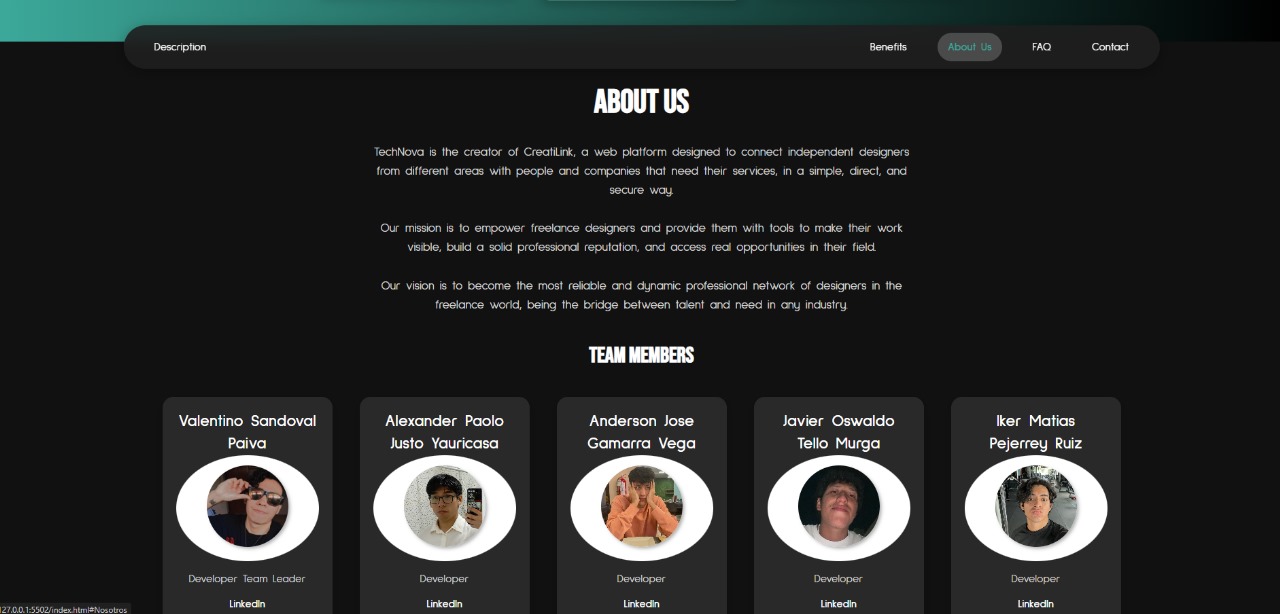 Description Benefits About Us FAQ Contact
ABOUT US
TechNova is the creator of CreatiLink, a web platform designed to connect independent designers
from different areas with people and companies that need their services, in a simple, direct, and
secure way.
Our mission is to empower freelance designers and provide them with tools to make their work
visible, build a solid professional reputation, and access real opportunities in their field.
Our vision is to become the most reliable and dynamic professional network of designers in the
freelance world, being the bridge between talent and need in any industry.
TEAM MEMBERS
Valentino Sandoval
Paiva
Developer Team Leader
LinkedIn
Alexander Paolo
Justo Yauricasa
Developer
LinkedIn
Anderson Jose
Gamarra Vega
Developer
LinkedIn
Javier Oswaldo
Tello Murga
Developer
LinkedIn
Iker Matias
Pejerrey Ruiz
Developer
LinkedIn
127.0.0.1:5502/index.html#Nosotros